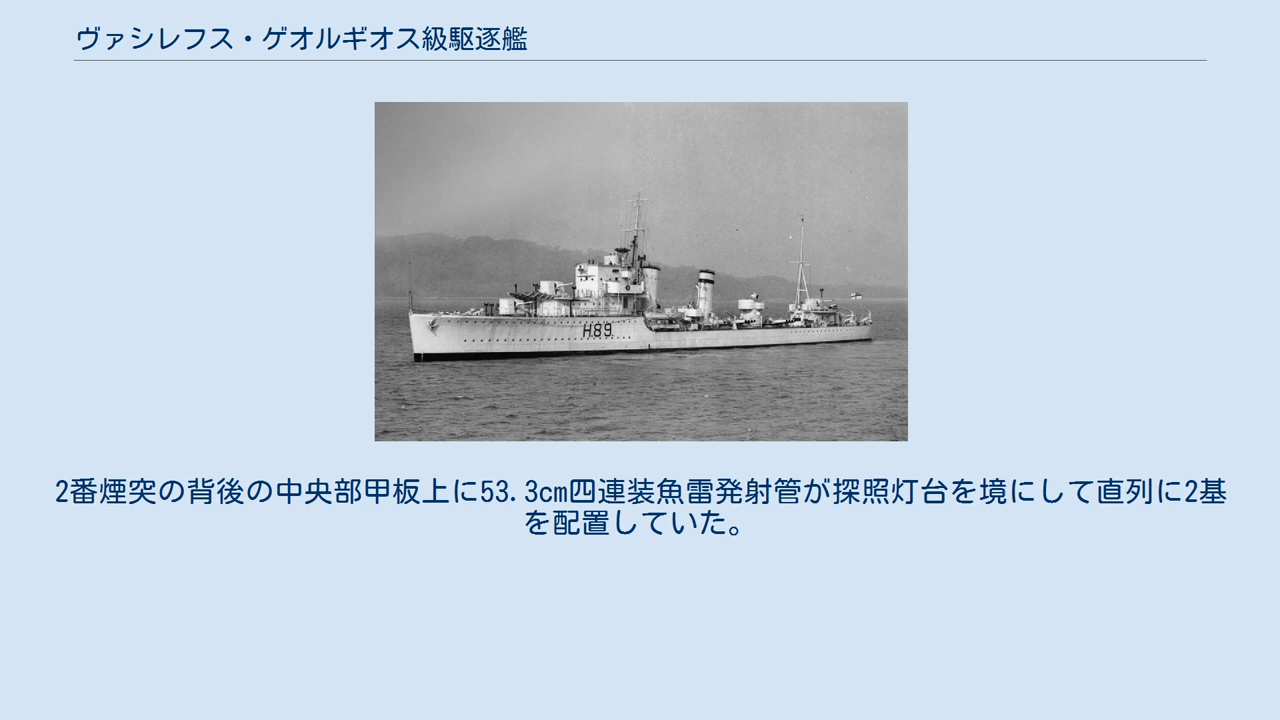 ヴァシレフス・ゲオルギオス級駆逐艦
H89
2番煙突の背後の中央部甲板上に53.3cm四連装魚雷発射管が探照灯台を境にして直列に2基
を配置していた。